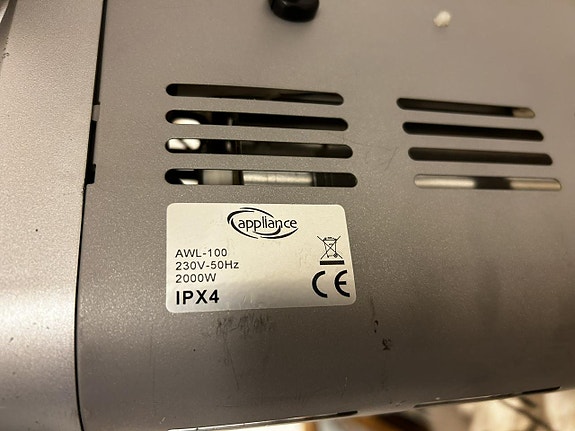 appliance
AWL-100
230V-50Hz
2000W
IPX4
CE